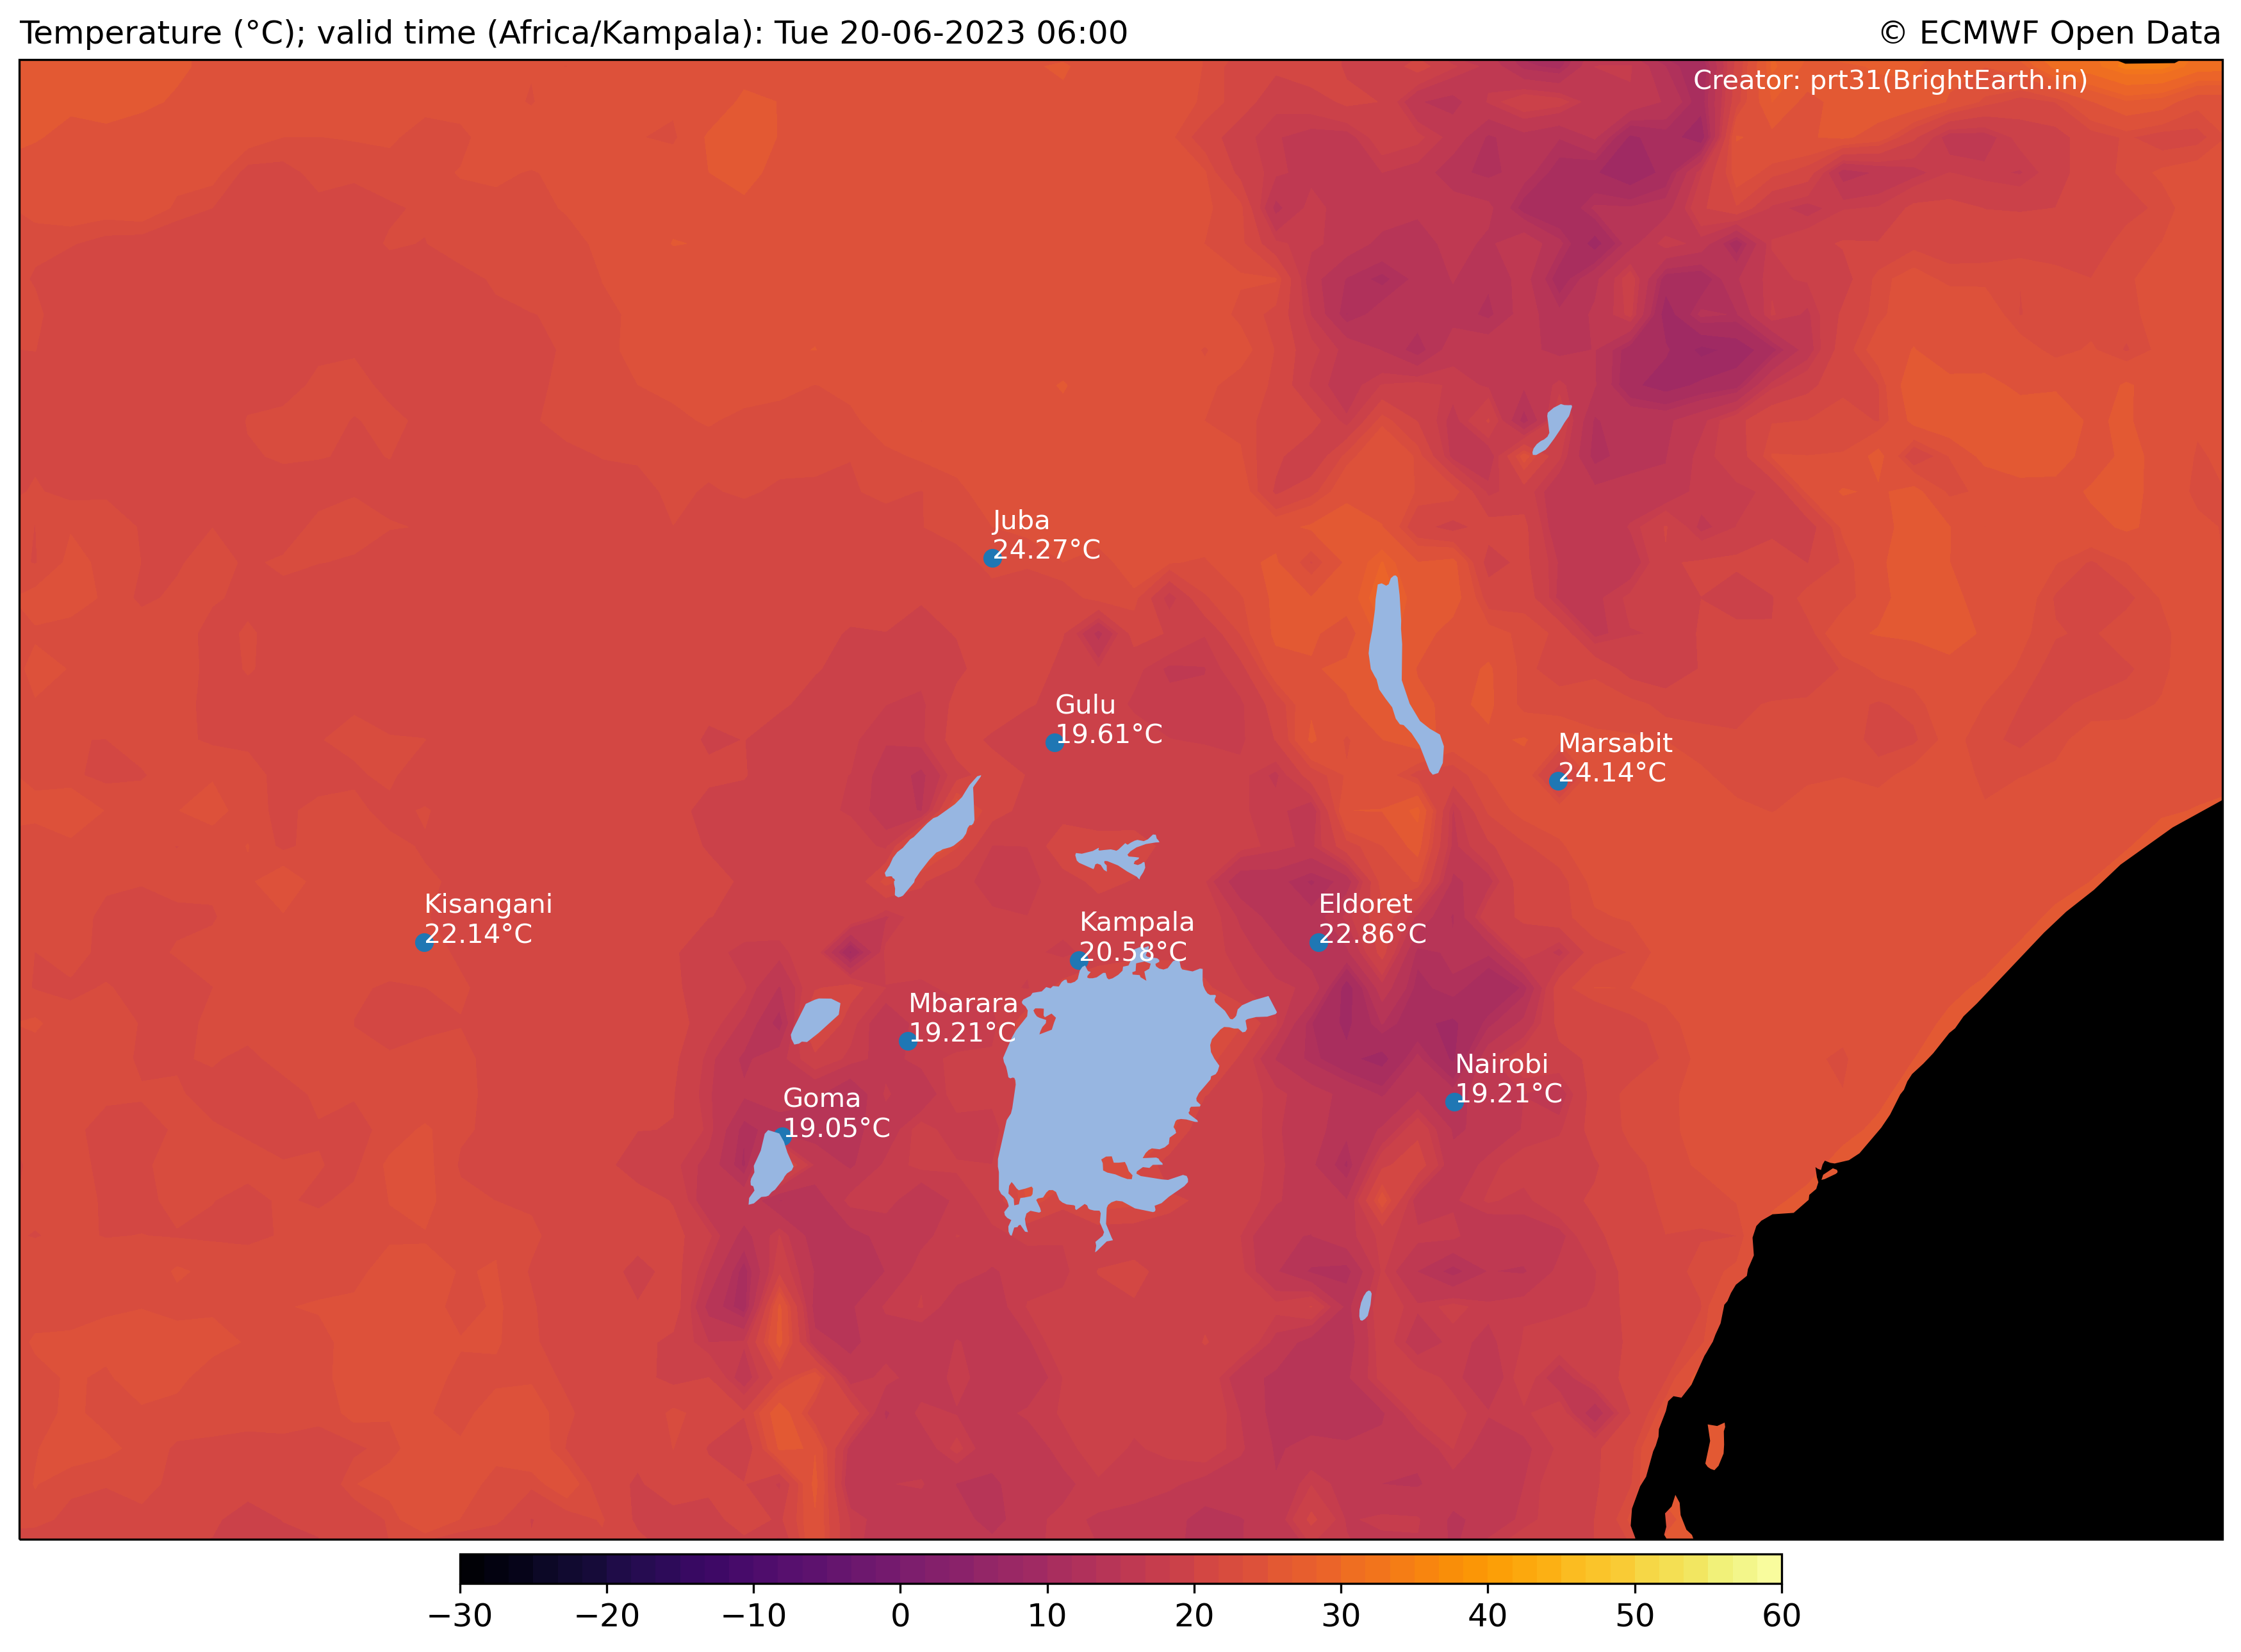 Temperature (°C); valid time (Africa/Kampala): Tue 20-06-2023 06:00
© ECMWF Open Data
Creator: prt31(BrightEarth.in)
Juba
24.27°C
Gulu
19.61°C
Marsabit
24.14°C
Kisangani
22.14°C
Eldoret
22.86°C
Kampala
20.58°C
Mbarara
19.21°C
Nairobi
19.21°C
Goma
19.05°C
−30 −20 −10 0 10 20 30 40 50 60